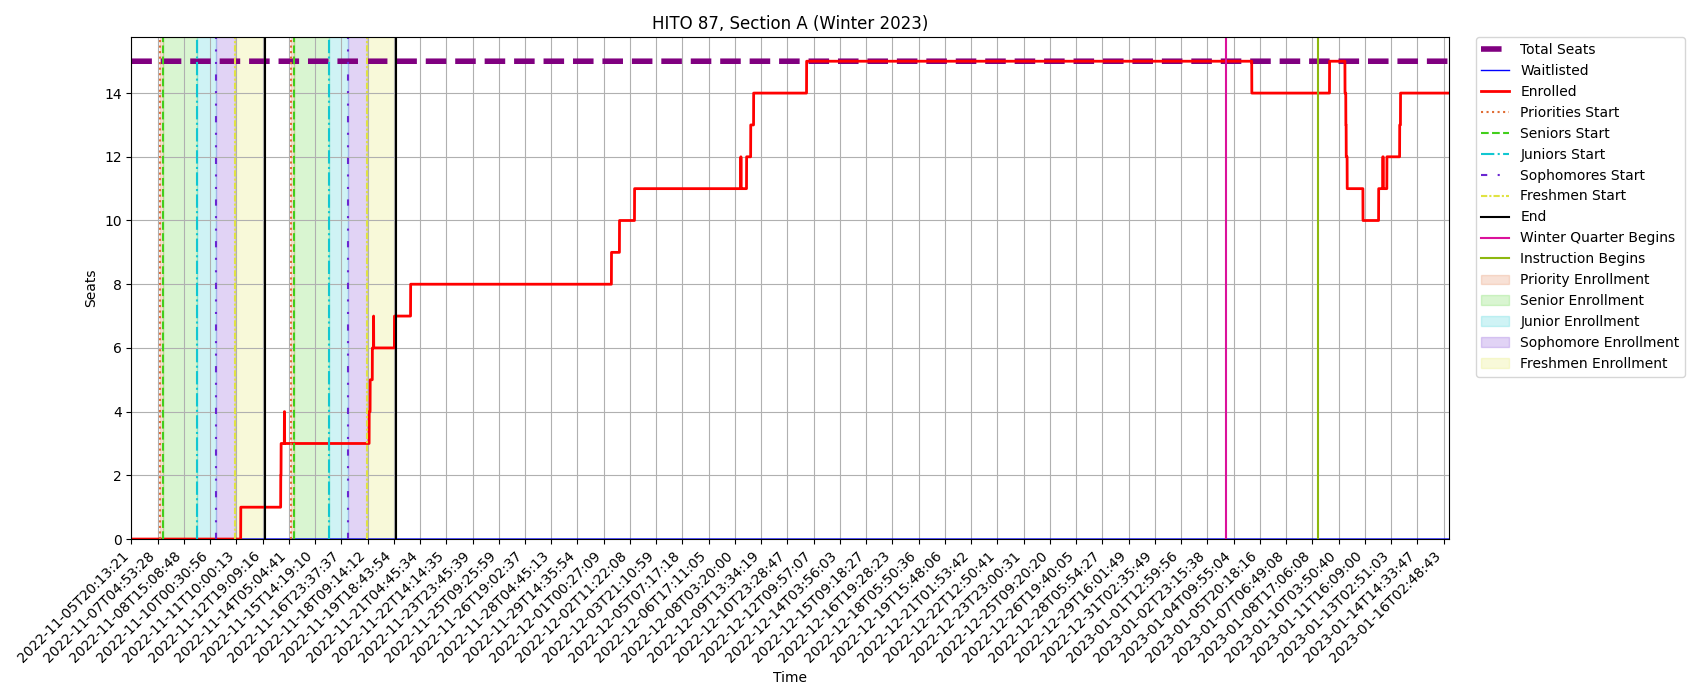 HITO 87, Section A (Winter 2023)
Seats
14
12
10
8
6
4
2
0
2022-11-05T20:13:21
2022-11-07T04:53:28
2022-11-08T15:08:48
2022-11-10T00:30:56
2022-11-11T10:00:13
2022-11-12T19:09:16
2022-11-14T05:04:41
2022-11-15T14:19:10
2022-11-16T23:37:37
2022-11-18T09:14:12
2022-11-19T18:43:54
2022-11-21T04:45:34
2022-11-22T14:14:35
2022-11-23T23:45:39
2022-11-25T09:25:59
2022-11-26T19:02:37
2022-11-28T04:45:13
2022-11-29T14:35:54
2022-12-01T00:27:09
2022-12-02T11:22:08
2022-12-03T21:10:59
2022-12-05T07:17:18
2022-12-06T17:11:05
2022-12-08T03:20:00
2022-12-09T13:34:19
2022-12-10T23:28:47
2022-12-12T09:57:07
2022-12-14T03:56:03
2022-12-15T09:18:27
2022-12-16T19:28:23
2022-12-18T05:50:36
2022-12-19T15:48:06
2022-12-21T01:53:42
2022-12-22T12:50:41
2022-12-23T23:00:31
2022-12-25T09:20:20
2022-12-26T19:40:05
2022-12-28T05:54:27
2022-12-29T16:01:49
2022-12-31T02:35:49
2023-01-01T12:59:56
2023-01-02T23:15:38
2023-01-04T09:55:04
2023-01-05T20:18:16
2023-01-07T06:49:08
2023-01-08T17:06:08
2023-01-10T03:50:40
2023-01-11T16:09:00
2023-01-13T02:51:03
2023-01-14T14:33:47
2023-01-16T02:48:43
Time
Total Seats
Waitlisted
Enrolled
Priorities Start
Seniors Start
Juniors Start
Sophomores Start
Freshmen Start
End
Winter Quarter Begins
Instruction Begins
Priority Enrollment
Senior Enrollment
Junior Enrollment
Sophomore Enrollment
Freshmen Enrollment